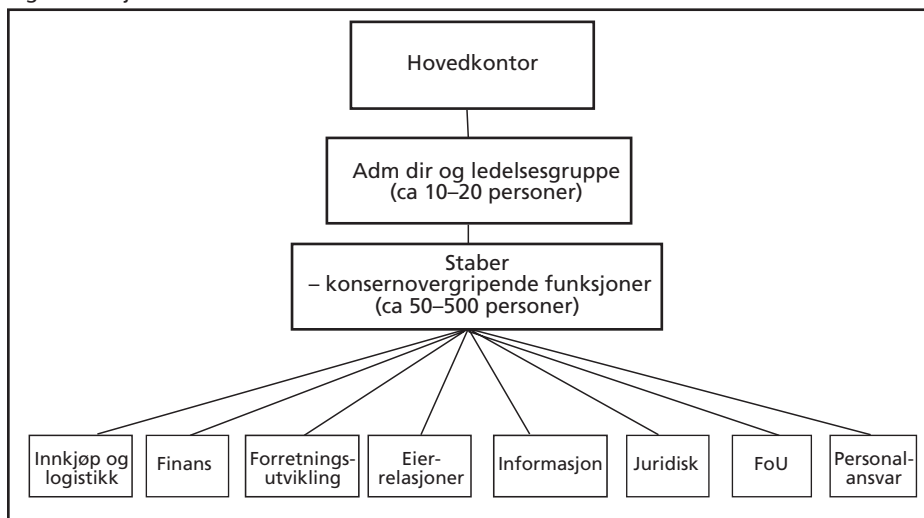 Hovedkontor
Adm dir og ledelsesgruppe
(ca 10–20 personer)
Staber
– konsernovergripende funksjoner
(ca 50–500 personer)
Innkjøp og
logistikk
Finans
Forretnings-
utvikling
Eier-
relasjoner
Informasjon
Juridisk
FoU
Personal-
ansvar